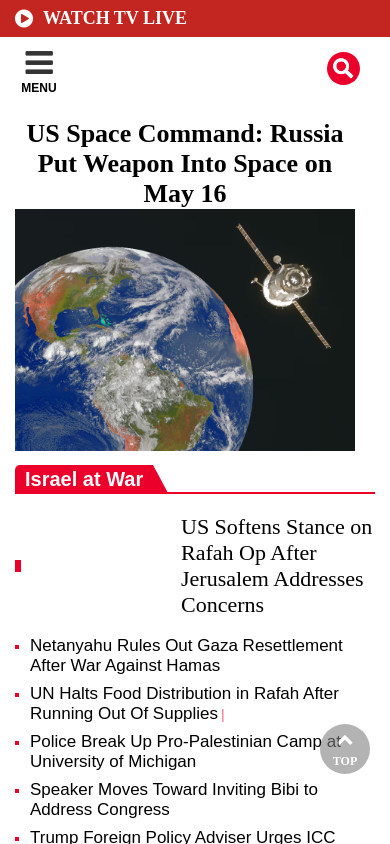 WATCH TV LIVE
MENU
US Space Command: Russia
Put Weapon Into Space on
May 16
Israel at War
US Softens Stance on
Rafah Op After
Jerusalem Addresses
Concerns
Netanyahu Rules Out Gaza Resettlement
After War Against Hamas
UN Halts Food Distribution in Rafah After
Running Out Of Supplies |
Police Break Up Pro-Palestinian Camp at
University of Michigan
TOP
Speaker Moves Toward Inviting Bibi to
Address Congress
Trump Foreign Policy Adviser Urges ICC